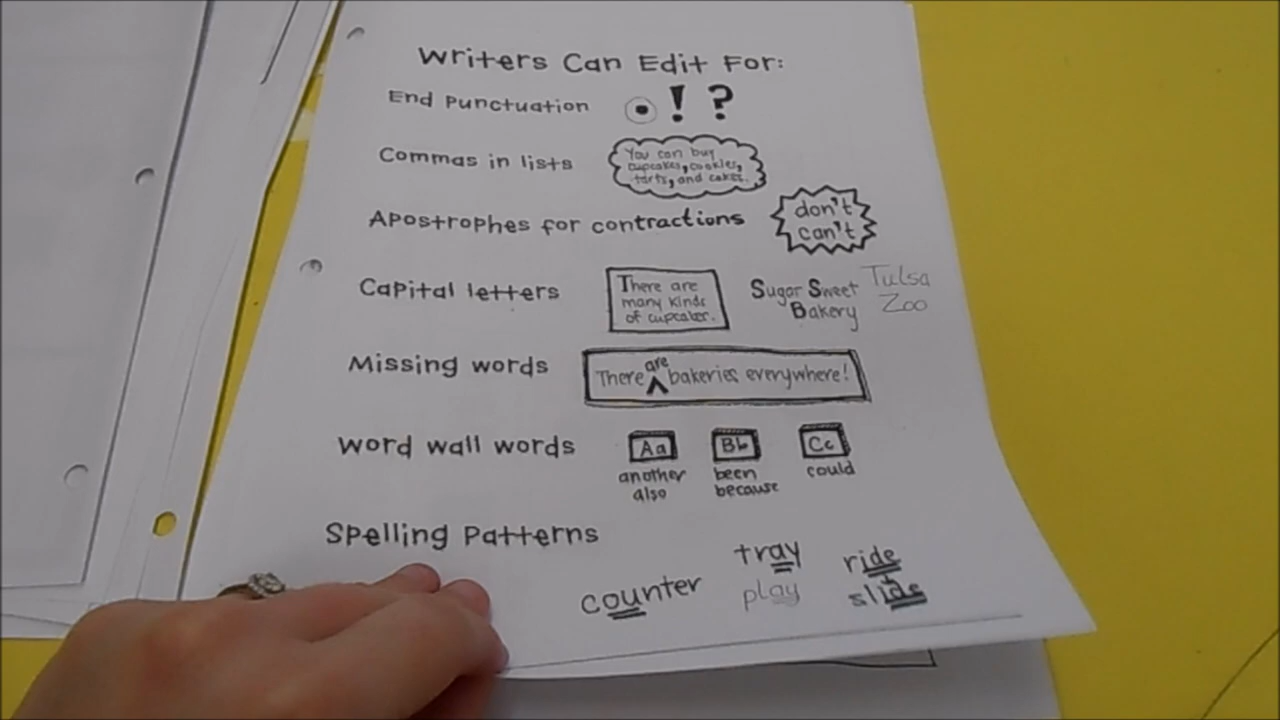 Writers Can Edit For:
End Punctuation . ! ?
Commas in lists
You can buy
cupcakes, cookies,
tarts, and cakes.
Apostrophes for contractions
don't
can't
Capital letters
There are
many kinds
of cupcakes.
Sugar Sweet
Bakery
Tulsa
Zoo
Missing words
are
There ^ bakeries everywhere!
Word wall words
Aa
another
also
Bb
been
because
Cc
could
Spelling Patterns
counter
tray
play
ride
slide